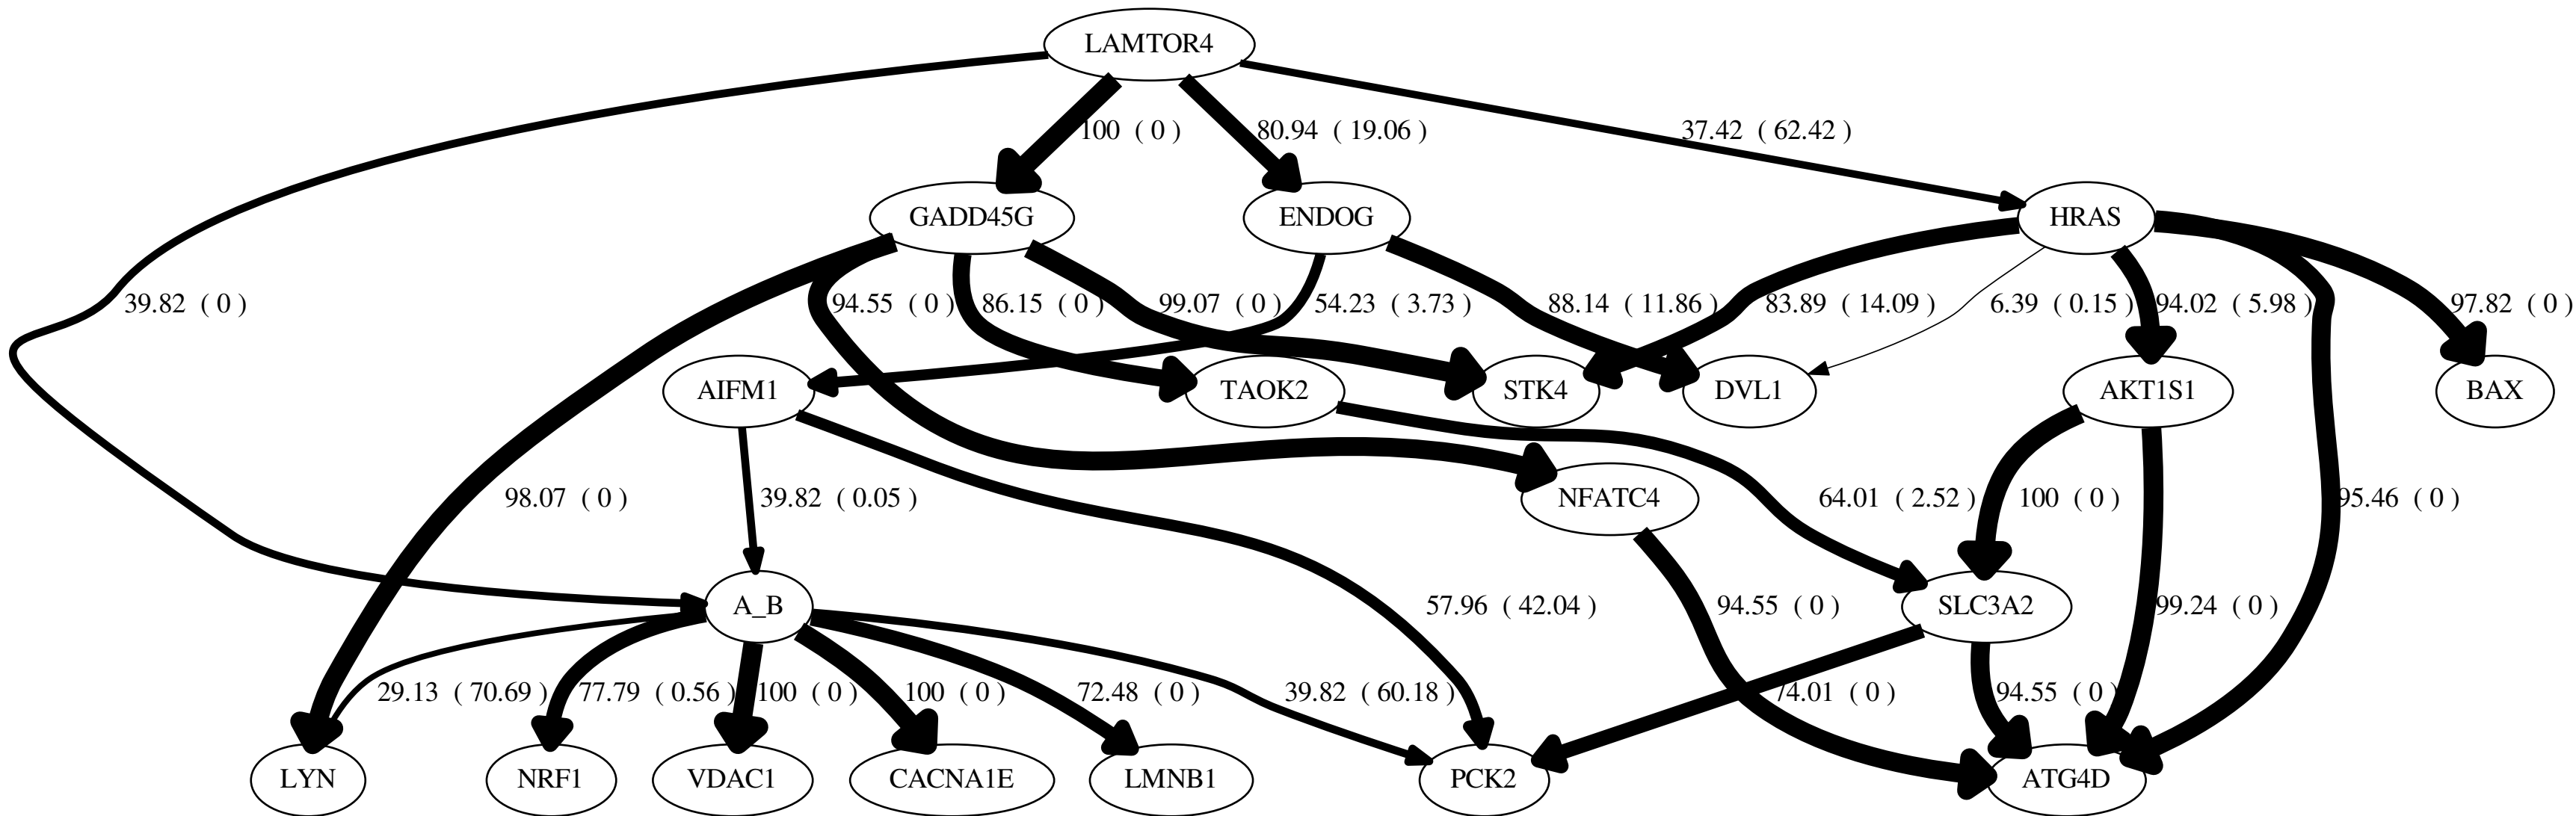 LAMTOR4
100 ( 0 )
80.94 ( 19.06 )
37.42 ( 62.42 )
GADD45G
ENDOG
HRAS
39.82 ( 0 )
94.55 ( 0 )
86.15 ( 0 )
99.07 ( 0 )
54.23 ( 3.73 )
88.14 ( 11.86 )
83.89 ( 14.09 )
6.39 ( 0.15 )
94.02 ( 5.98 )
97.82 ( 0 )
AIFM1
TAOK2
STK4
DVL1
AKT1S1
BAX
98.07 ( 0 )
39.82 ( 0.05 )
NFATC4
64.01 ( 2.52 )
100 ( 0 )
95.46 ( 0 )
A_B
57.96 ( 42.04 )
94.55 ( 0 )
SLC3A2
99.24 ( 0 )
29.13 ( 70.69 )
77.79 ( 0.56 )
100 ( 0 )
100 ( 0 )
72.48 ( 0 )
39.82 ( 60.18 )
74.01 ( 0 )
94.55 ( 0 )
LYN
NRF1
VDAC1
CACNA1E
LMNB1
PCK2
ATG4D